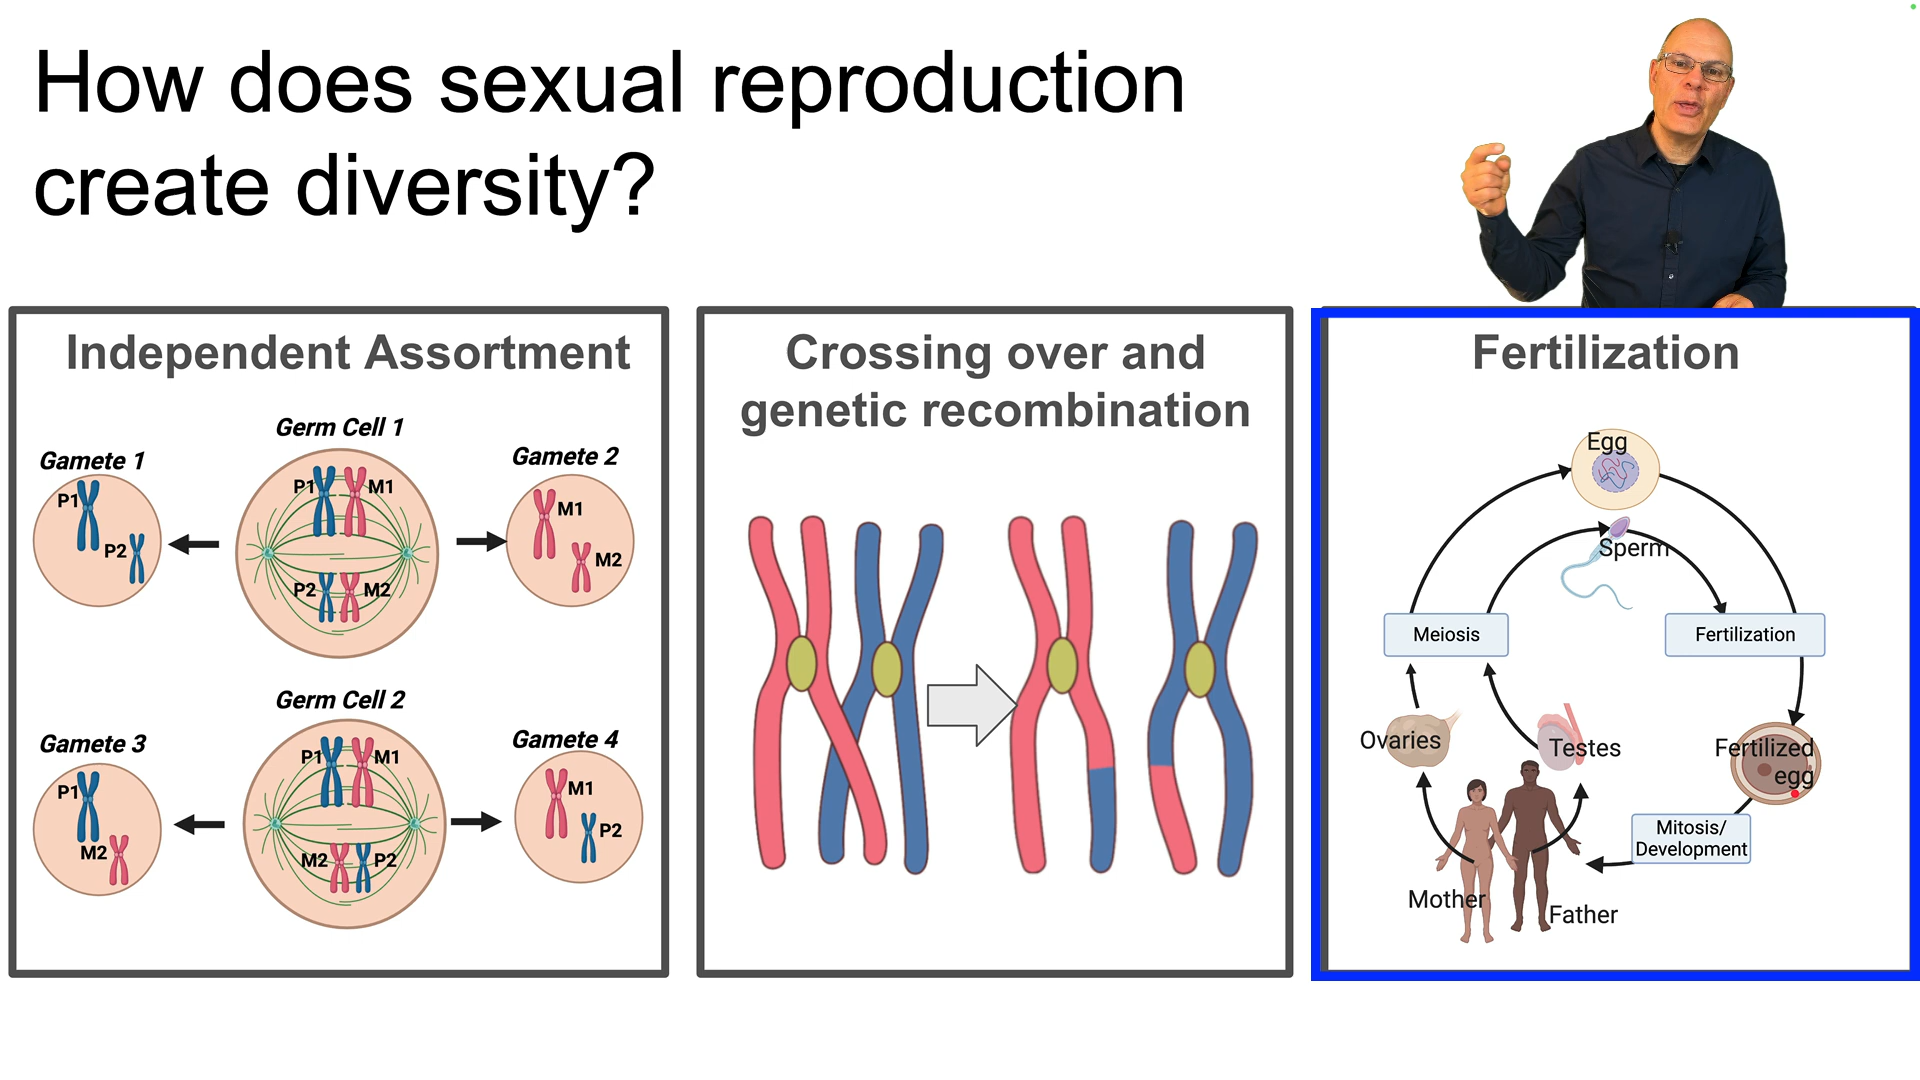 How does sexual reproduction
create diversity?
Independent Assortment
Germ Cell 1
Gamete 1
Gamete 2
P1
P1
M1
M1
P2
P2
M2
M2
Germ Cell 2
Gamete 3
Gamete 4
P1
P1
M1
M1
M2
M2
P2
P2
Crossing over and
genetic recombination
Fertilization
Egg
Sperm
Meiosis
Fertilization
Ovaries
Testes
Fertilized
egg
Mitosis/
Development
Mother
Father